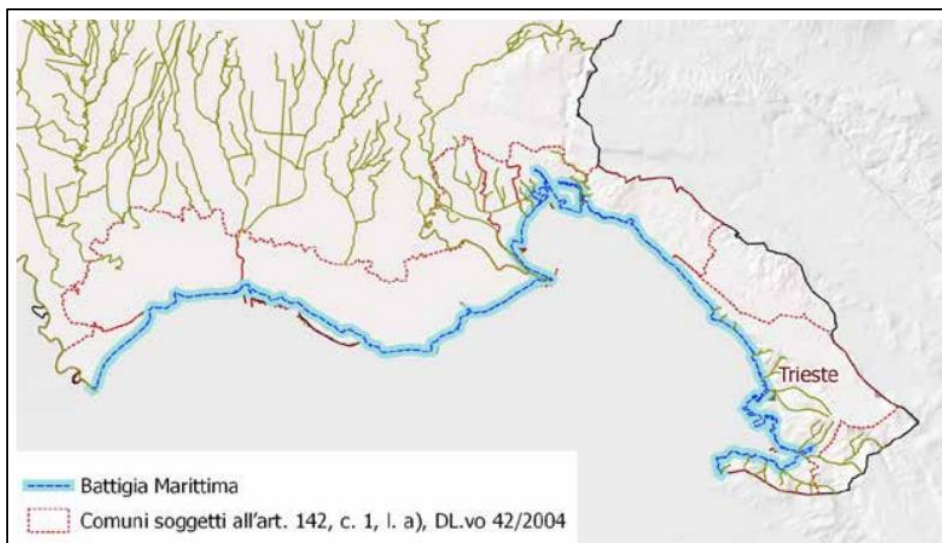 Trieste
Battigia Marittima
Comuni soggetti all'art. 142, c. 1, l. a), DL.vo 42/2004